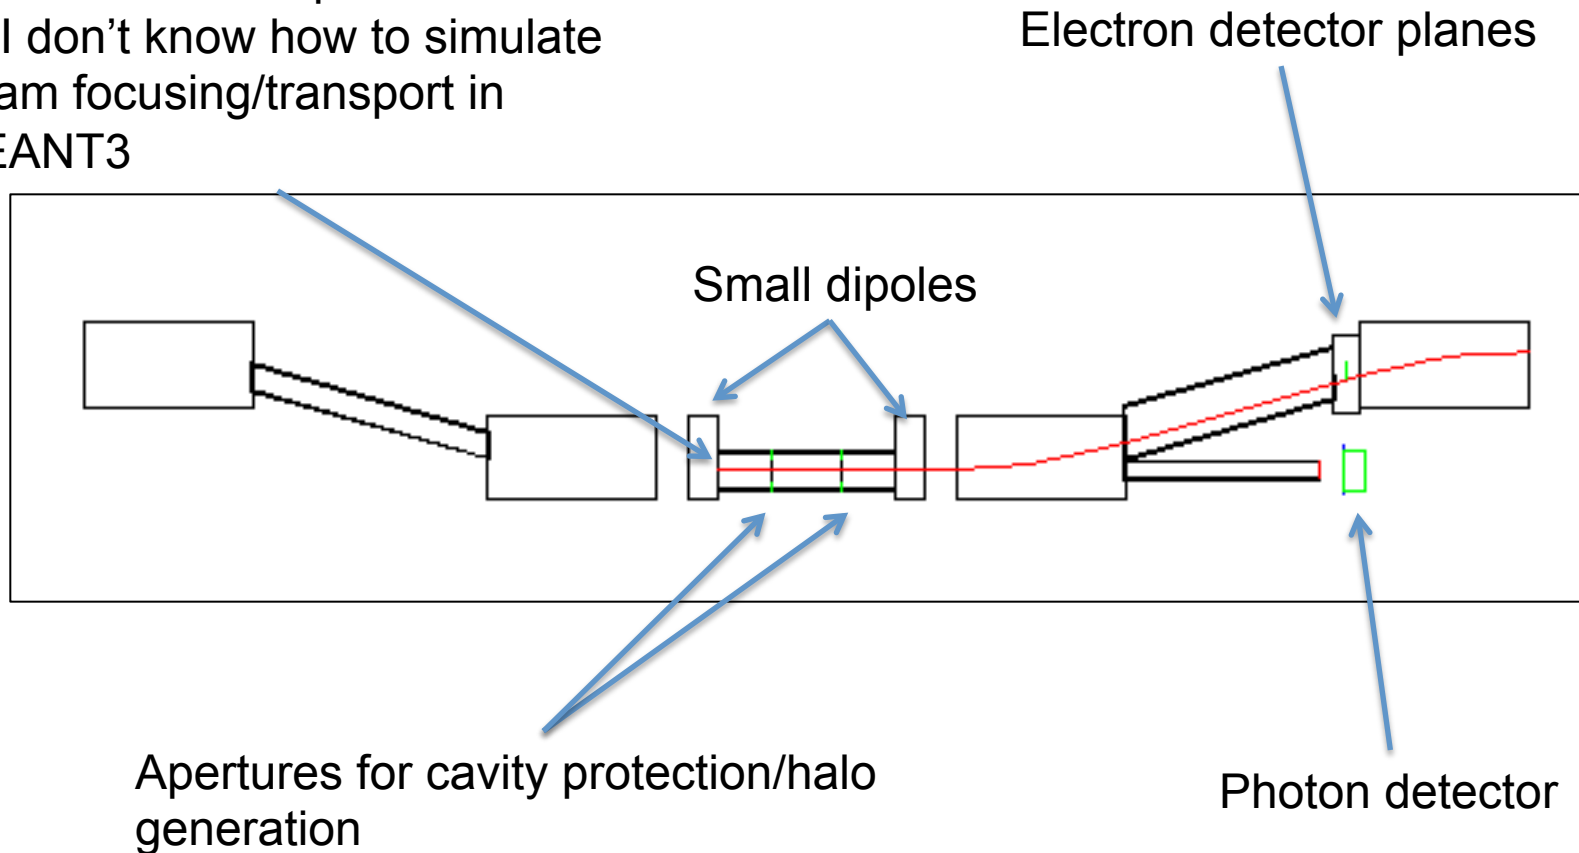 I don’t know how to simulate
am focusing/transport in
EANT3
Electron detector planes
Small dipoles
Apertures for cavity protection/halo
generation
Photon detector